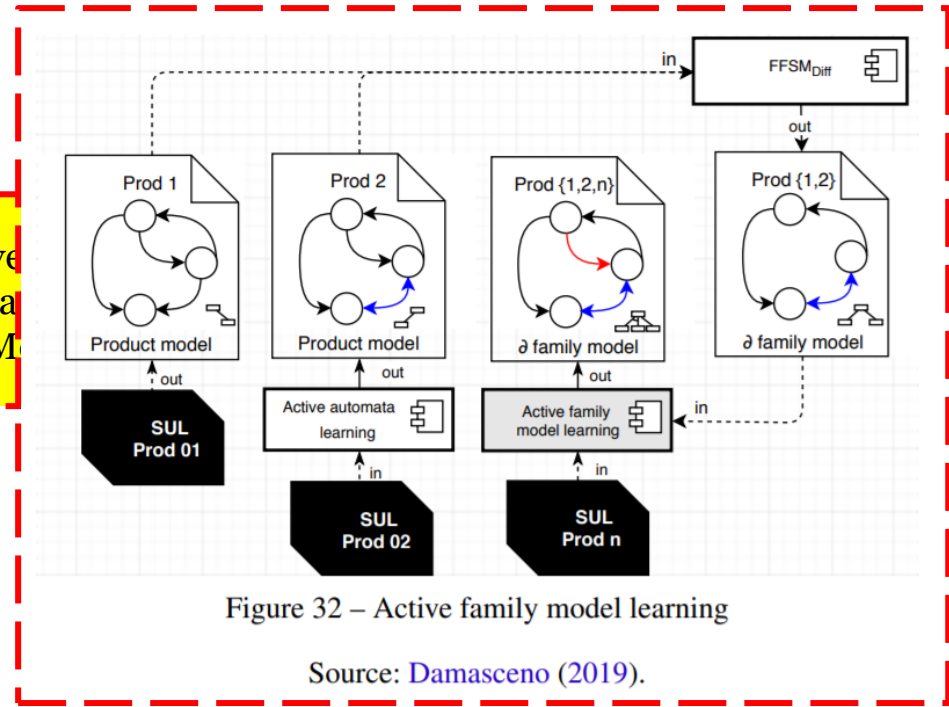 in
FFSM_Diff
out
Prod 1
Prod 2
Prod {1,2,n}
Prod {1,2}
Product model
Product model
∂ family model
∂ family model
out
out
out
in
Active automata
learning
Active family
model learning
SUL
Prod 01
in
in
SUL
Prod 02
SUL
Prod n
Figure 32 – Active family model learning
Source: Damasceno (2019).